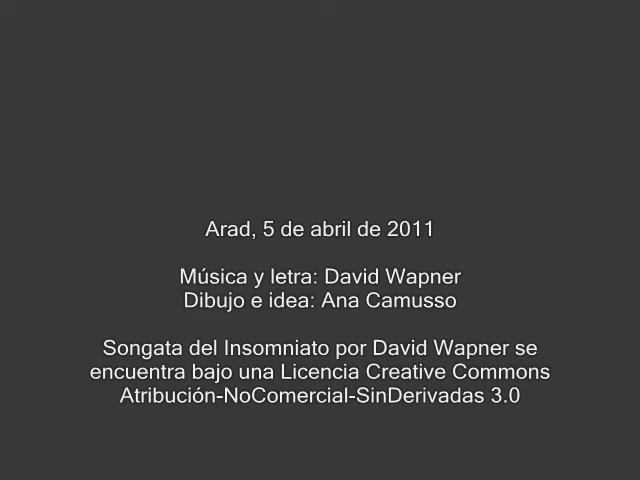 Arad, 5 de abril de 2011
Música y letra: David Wapner
Dibujo e idea: Ana Camusso
Songata del Insomniato por David Wapner se
encuentra bajo una Licencia Creative Commons
Atribución-NoComercial-SinDerivadas 3.0